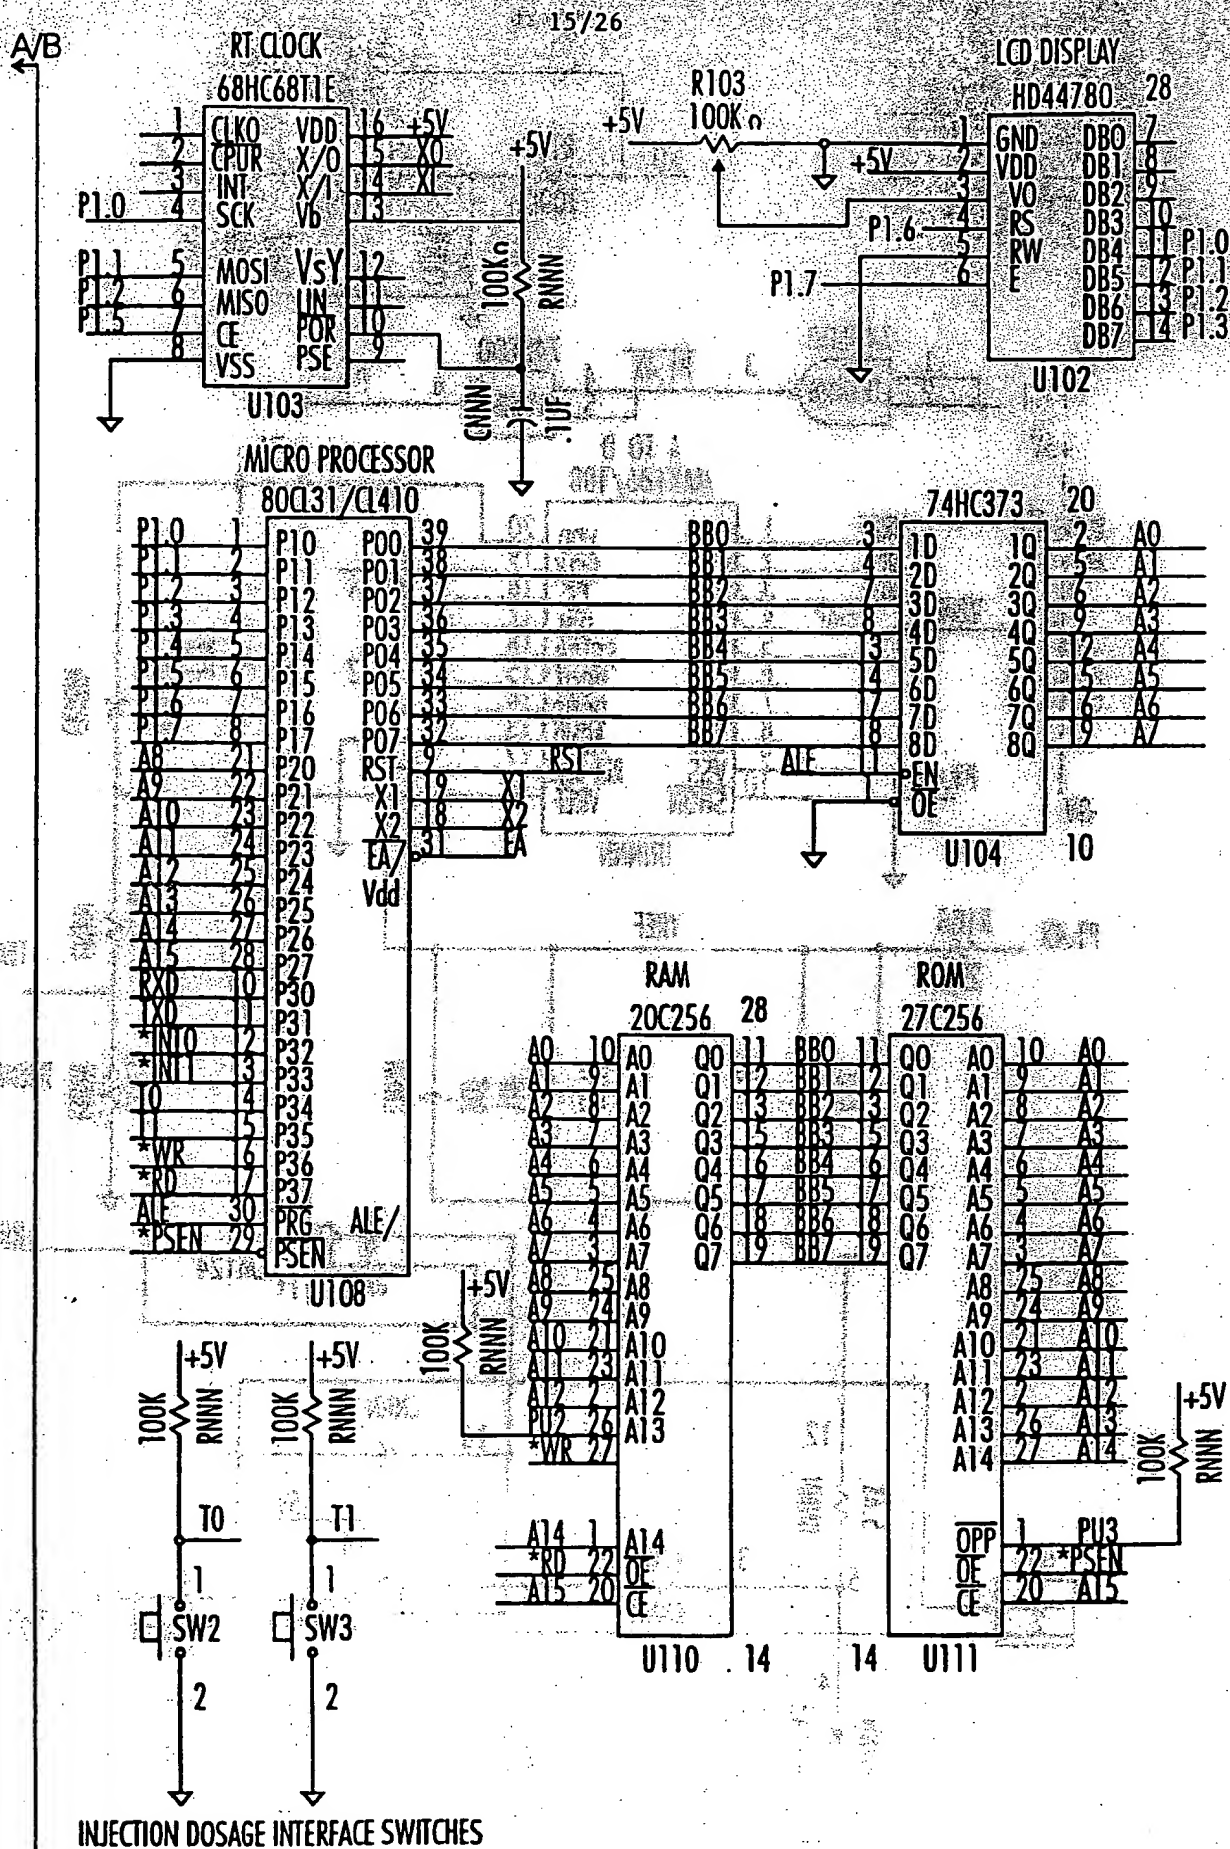 15/26
A/B
RT CLOCK
68HC68T1E
1 CLKO VDD 16 +5V
2 CPUR X/O 15 X0
3 INT X/I 14 X1
P1.0 4 SCK Vb 13
P1.1 5 MOSI VsY 12
P1.2 6 MISO LIN 11
P1.5 7 CE POR 10
8 VSS PSE 9
U103
+5V
100KΩ RNNN
CNNN .1UF
LCD DISPLAY
HD44780 28
R103
100KΩ
+5V
1 GND DB0 7
+5V 2 VDD DB1 8
3 VO DB2 9
P1.6 4 RS DB3 10
5 RW DB4 11 P1.0
P1.7 6 E DB5 12 P1.1
DB6 13 P1.2
DB7 14 P1.3
U102
MICRO PROCESSOR
80CL31/CL410
P1.0 1 P10 P00 39
P1.1 2 P11 P01 38
P1.2 3 P12 P02 37
P1.3 4 P13 P03 36
P1.4 5 P14 P04 35
P1.5 6 P15 P05 34
P1.6 7 P16 P06 33
P1.7 8 P17 P07 32
A8 21 P20 RST 9 RST
A9 22 P21 X1 19 X1
A10 23 P22 X2 18 X2
A11 24 P23 EA/ 31 EA
A12 25 P24 Vdd
A13 26 P25
A14 27 P26
A15 28 P27
RXD 10 P30
TXD 11 P31
*INT0 12 P32
*INT1 13 P33
T0 14 P34
T1 15 P35
*WR 16 P36
*RD 17 P37
ALE 30 PRG ALE/
*PSEN 29 PSEN
U108
74HC373 20
BB0 3 1D 1Q 2 A0
BB1 4 2D 2Q 5 A1
BB2 7 3D 3Q 6 A2
BB3 8 4D 4Q 9 A3
BB4 13 5D 5Q 12 A4
BB5 14 6D 6Q 15 A5
BB6 17 7D 7Q 16 A6
BB7 18 8D 8Q 19 A7
ALE 11 EN
1 OE
U104 10
RAM
20C256 28
A0 10 A0 Q0 11 BB0
A1 9 A1 Q1 12 BB1
A2 8 A2 Q2 13 BB2
A3 7 A3 Q3 15 BB3
A4 6 A4 Q4 16 BB4
A5 5 A5 Q5 17 BB5
A6 4 A6 Q6 18 BB6
A7 3 A7 Q7 19 BB7
A8 25 A8
A9 24 A9
A10 21 A10
A11 23 A11
A12 2 A12
PU2 26 A13
*WR 27
A14 1 A14
*RD 22 OE
A15 20 CE
U110 14
+5V
100K RNNN
ROM
27C256
11 Q0 A0 10 A0
12 Q1 A1 9 A1
13 Q2 A2 8 A2
15 Q3 A3 7 A3
16 Q4 A4 6 A4
17 Q5 A5 5 A5
18 Q6 A6 4 A6
19 Q7 A7 3 A7
A8 25 A8
A9 24 A9
A10 21 A10
A11 23 A11
A12 2 A12
A13 26 A13
A14 27 A14
OPP 1 PU3
OE 22 *PSEN
CE 20 A15
14 U111
+5V
100K RNNN
+5V +5V
100K RNNN 100K RNNN
T0 T1
1 1
SW2 SW3
2 2
INJECTION DOSAGE INTERFACE SWITCHES